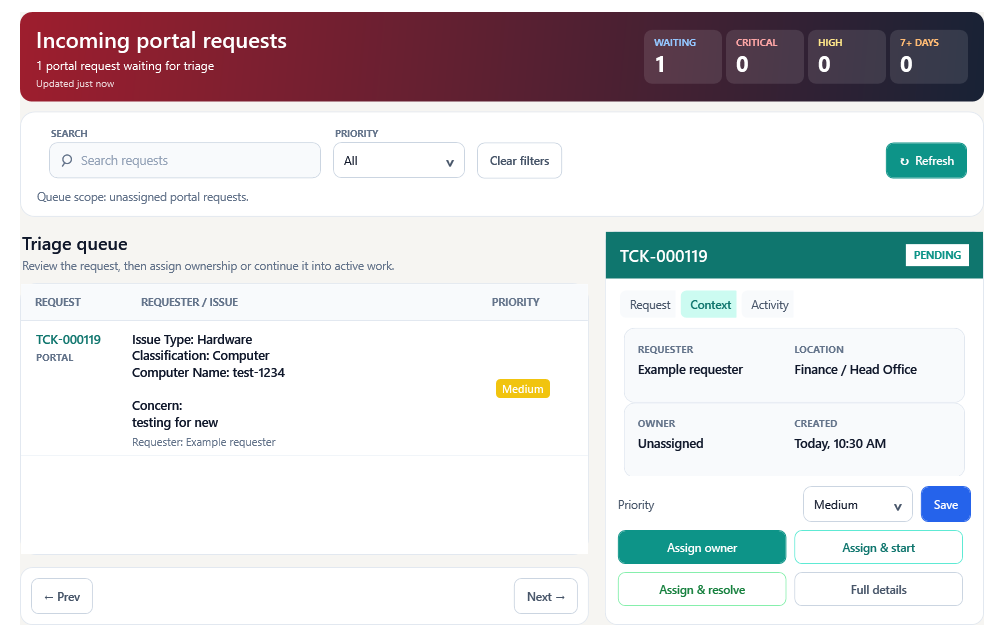 Incoming portal requests
1 portal request waiting for triage
Updated just now
WAITING
1
CRITICAL
0
HIGH
0
7+ DAYS
0
SEARCH
Search requests
PRIORITY
All
Clear filters
↻ Refresh
Queue scope: unassigned portal requests.
Triage queue
Review the request, then assign ownership or continue it into active work.
REQUEST REQUESTER / ISSUE PRIORITY
TCK-000119
PORTAL
Issue Type: Hardware
Classification: Computer
Computer Name: test-1234
Concern:
testing for new
Requester: Example requester
Medium
← Prev
Next →
TCK-000119
PENDING
Request Context Activity
REQUESTER
Example requester
LOCATION
Finance / Head Office
OWNER
Unassigned
CREATED
Today, 10:30 AM
Priority
Medium
Save
Assign owner
Assign & start
Assign & resolve
Full details